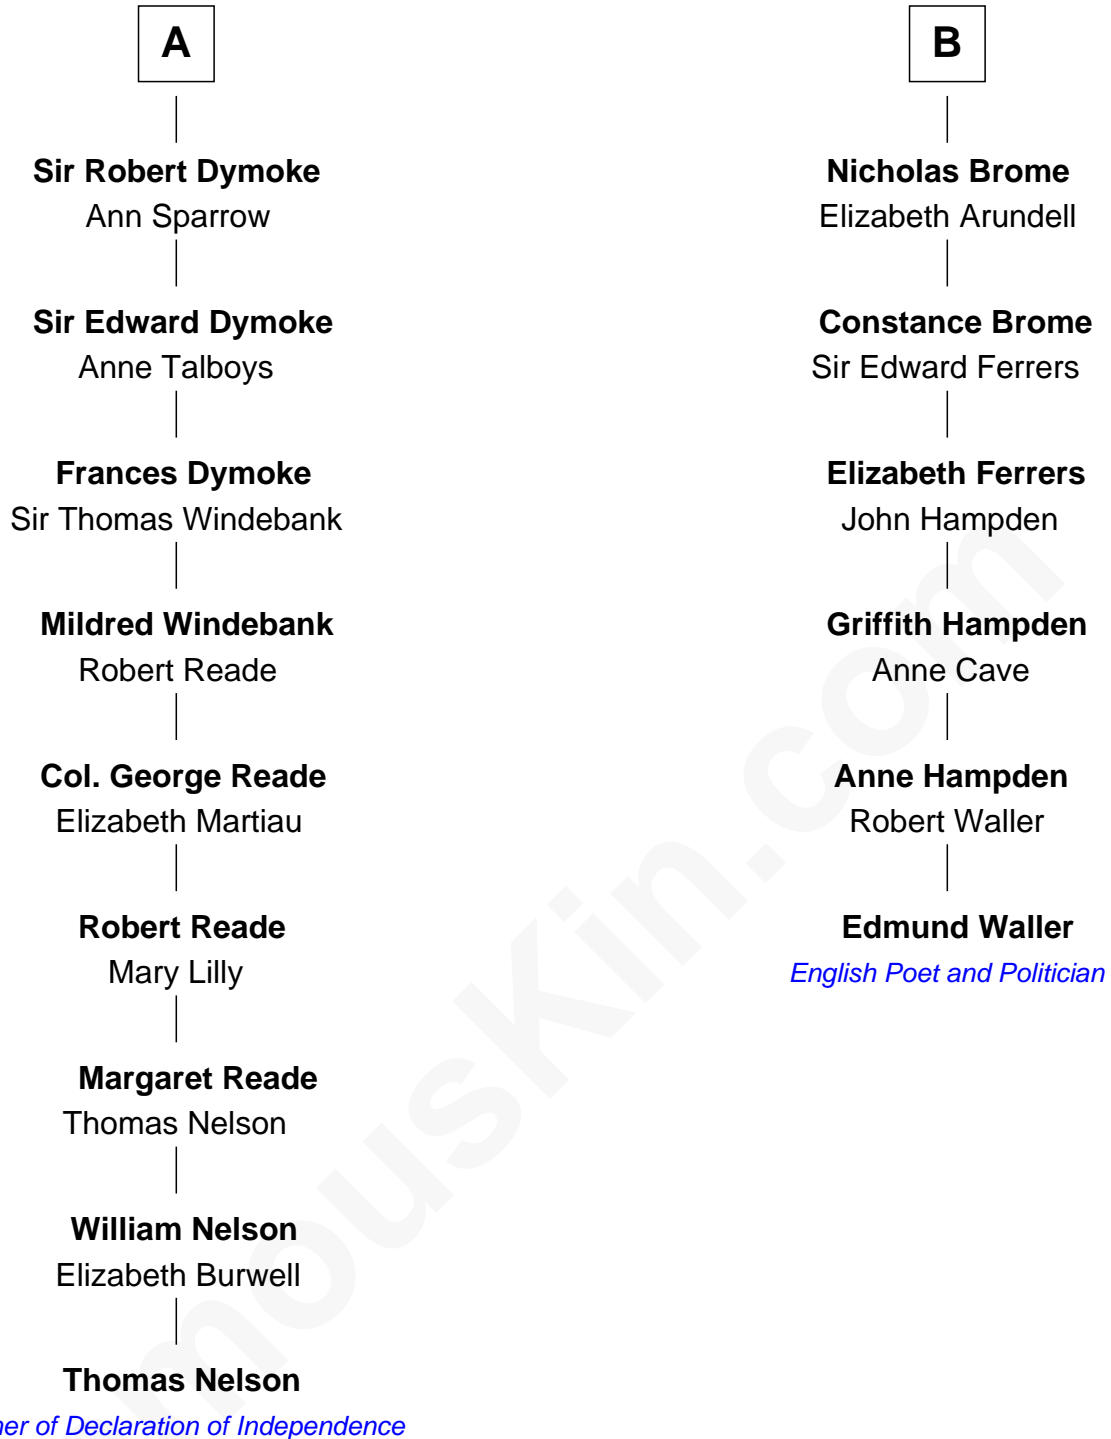 A
Sir Robert Dymoke
Ann Sparrow
Sir Edward Dymoke
Anne Talboys
Frances Dymoke
Sir Thomas Windebank
Mildred Windebank
Robert Reade
Col. George Reade
Elizabeth Martiau
Robert Reade
Mary Lilly
Margaret Reade
Thomas Nelson
William Nelson
Elizabeth Burwell
Thomas Nelson
ner of Declaration of Independence
B
Nicholas Brome
Elizabeth Arundell
Constance Brome
Sir Edward Ferrers
Elizabeth Ferrers
John Hampden
Griffith Hampden
Anne Cave
Anne Hampden
Robert Waller
Edmund Waller
English Poet and Politician
mousKin.com